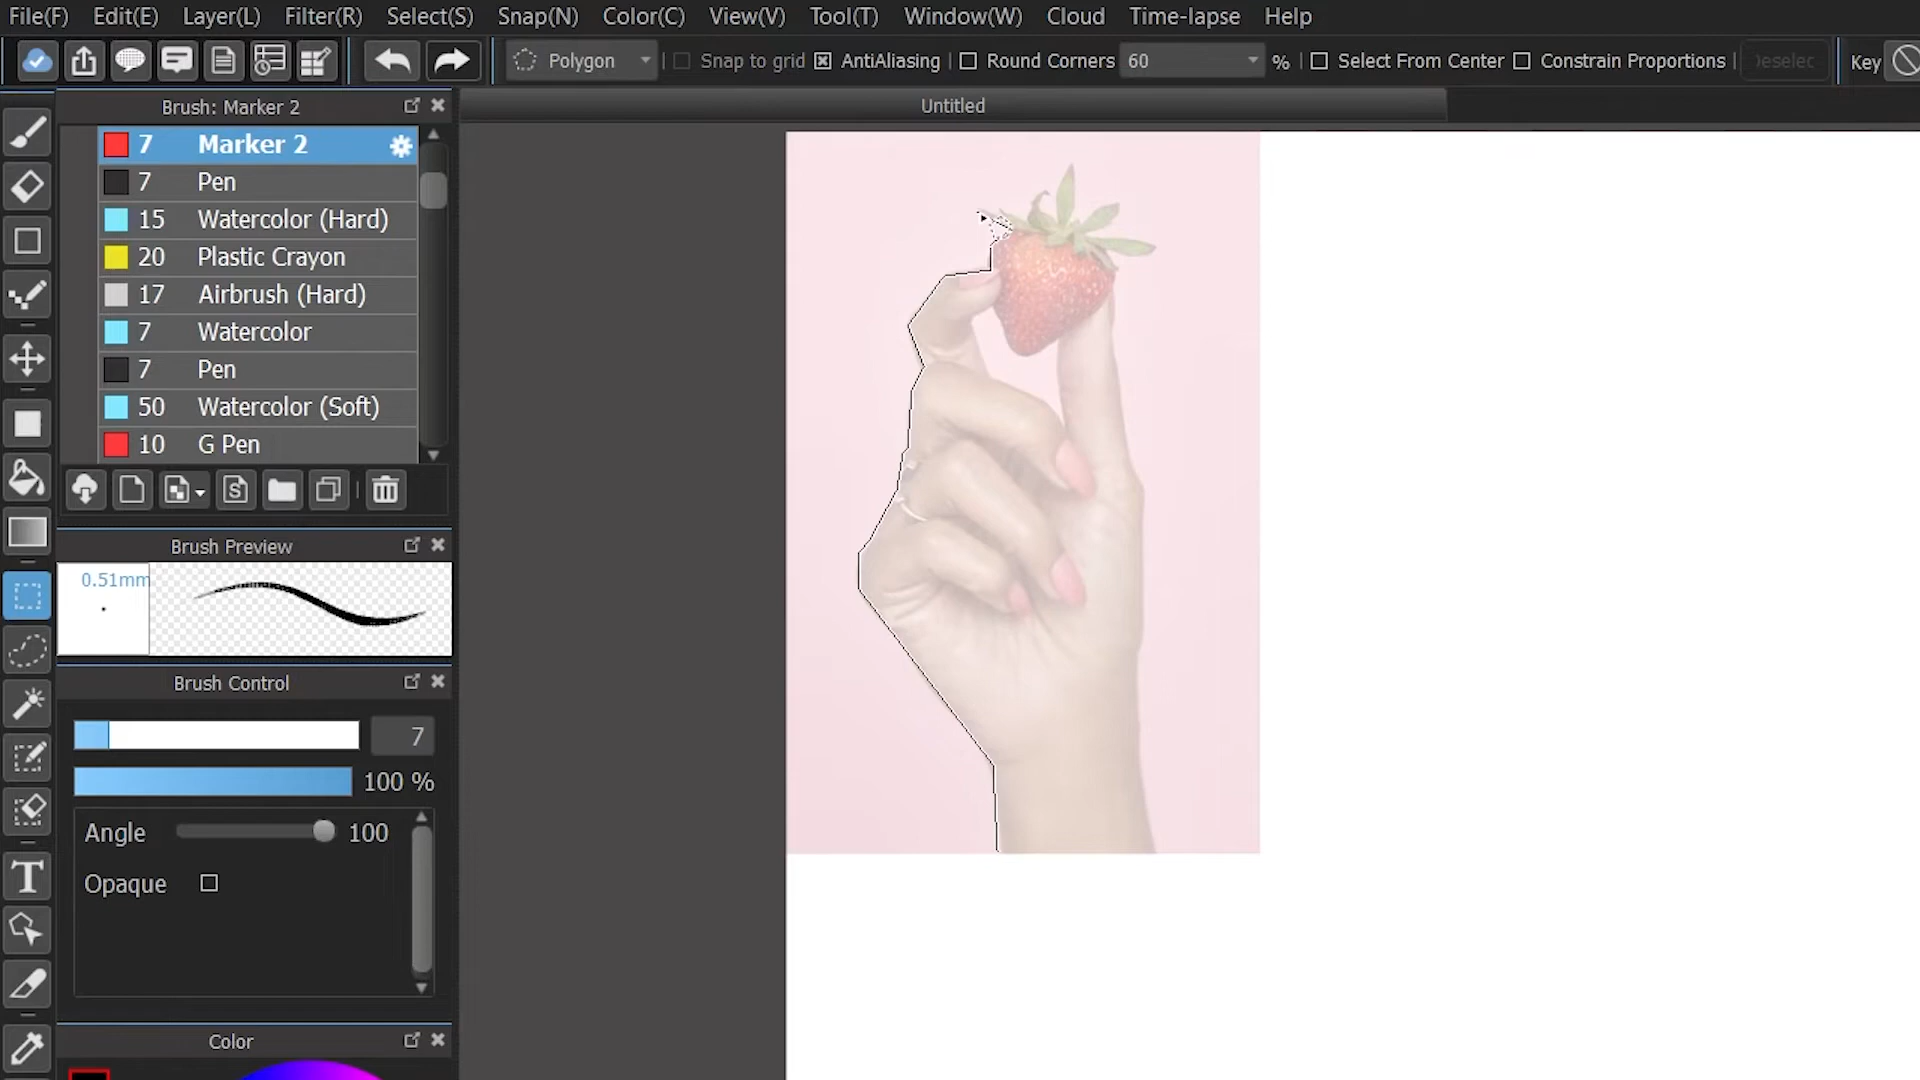 File(F) Edit(E) Layer(L) Filter(R) Select(S) Snap(N) Color(C) View(V) Tool(T) Window(W) Cloud Time-lapse Help
Polygon Snap to grid AntiAliasing Round Corners 60 % Select From Center Constrain Proportions Deselec Key
Brush: Marker 2
Untitled
7 Marker 2
7 Pen
15 Watercolor (Hard)
20 Plastic Crayon
17 Airbrush (Hard)
7 Watercolor
7 Pen
50 Watercolor (Soft)
10 G Pen
Brush Preview
0.51mm
Brush Control
7
100 %
Angle 100
Opaque
Color